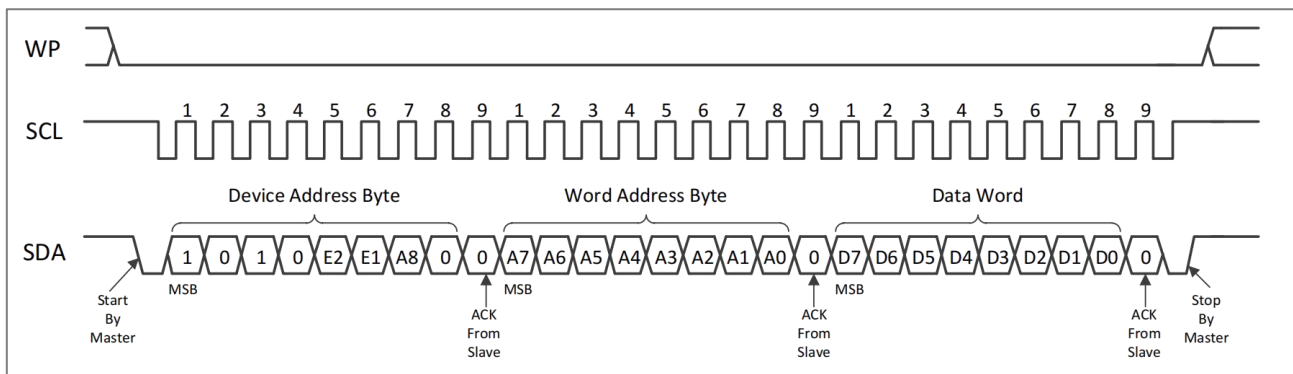 WP
1 2 3 4 5 6 7 8 9 1 2 3 4 5 6 7 8 9 1 2 3 4 5 6 7 8 9
SCL
Device Address Byte Word Address Byte Data Word
SDA 1 0 1 0 E2 E1 A8 0 0 A7 A6 A5 A4 A3 A2 A1 A0 0 D7 D6 D5 D4 D3 D2 D1 D0 0
MSB MSB MSB
Start
By
Master
ACK
From
Slave
ACK
From
Slave
ACK
From
Slave
Stop
By
Master